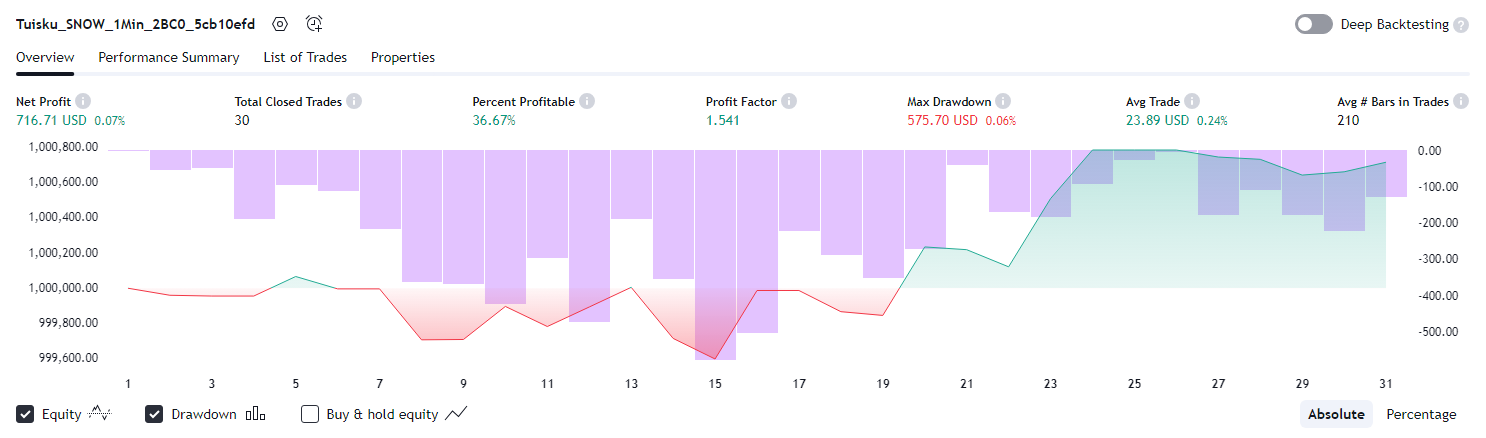 Tuisku_SNOW_1Min_2BC0_5cb10efd
Deep Backtesting ?
Overview Performance Summary List of Trades Properties
Net Profit i Total Closed Trades i Percent Profitable i Profit Factor i Max Drawdown i Avg Trade i Avg # Bars in Trades i
716.71 USD 0.07% 30 36.67% 1.541 575.70 USD 0.06% 23.89 USD 0.24% 210
1,000,800.00 0.00
1,000,600.00 -100.00
1,000,400.00 -200.00
1,000,200.00 -300.00
1,000,000.00 -400.00
999,800.00 -500.00
999,600.00
1 3 5 7 9 11 13 15 17 19 21 23 25 27 29 31
Equity Drawdown Buy & hold equity Absolute Percentage